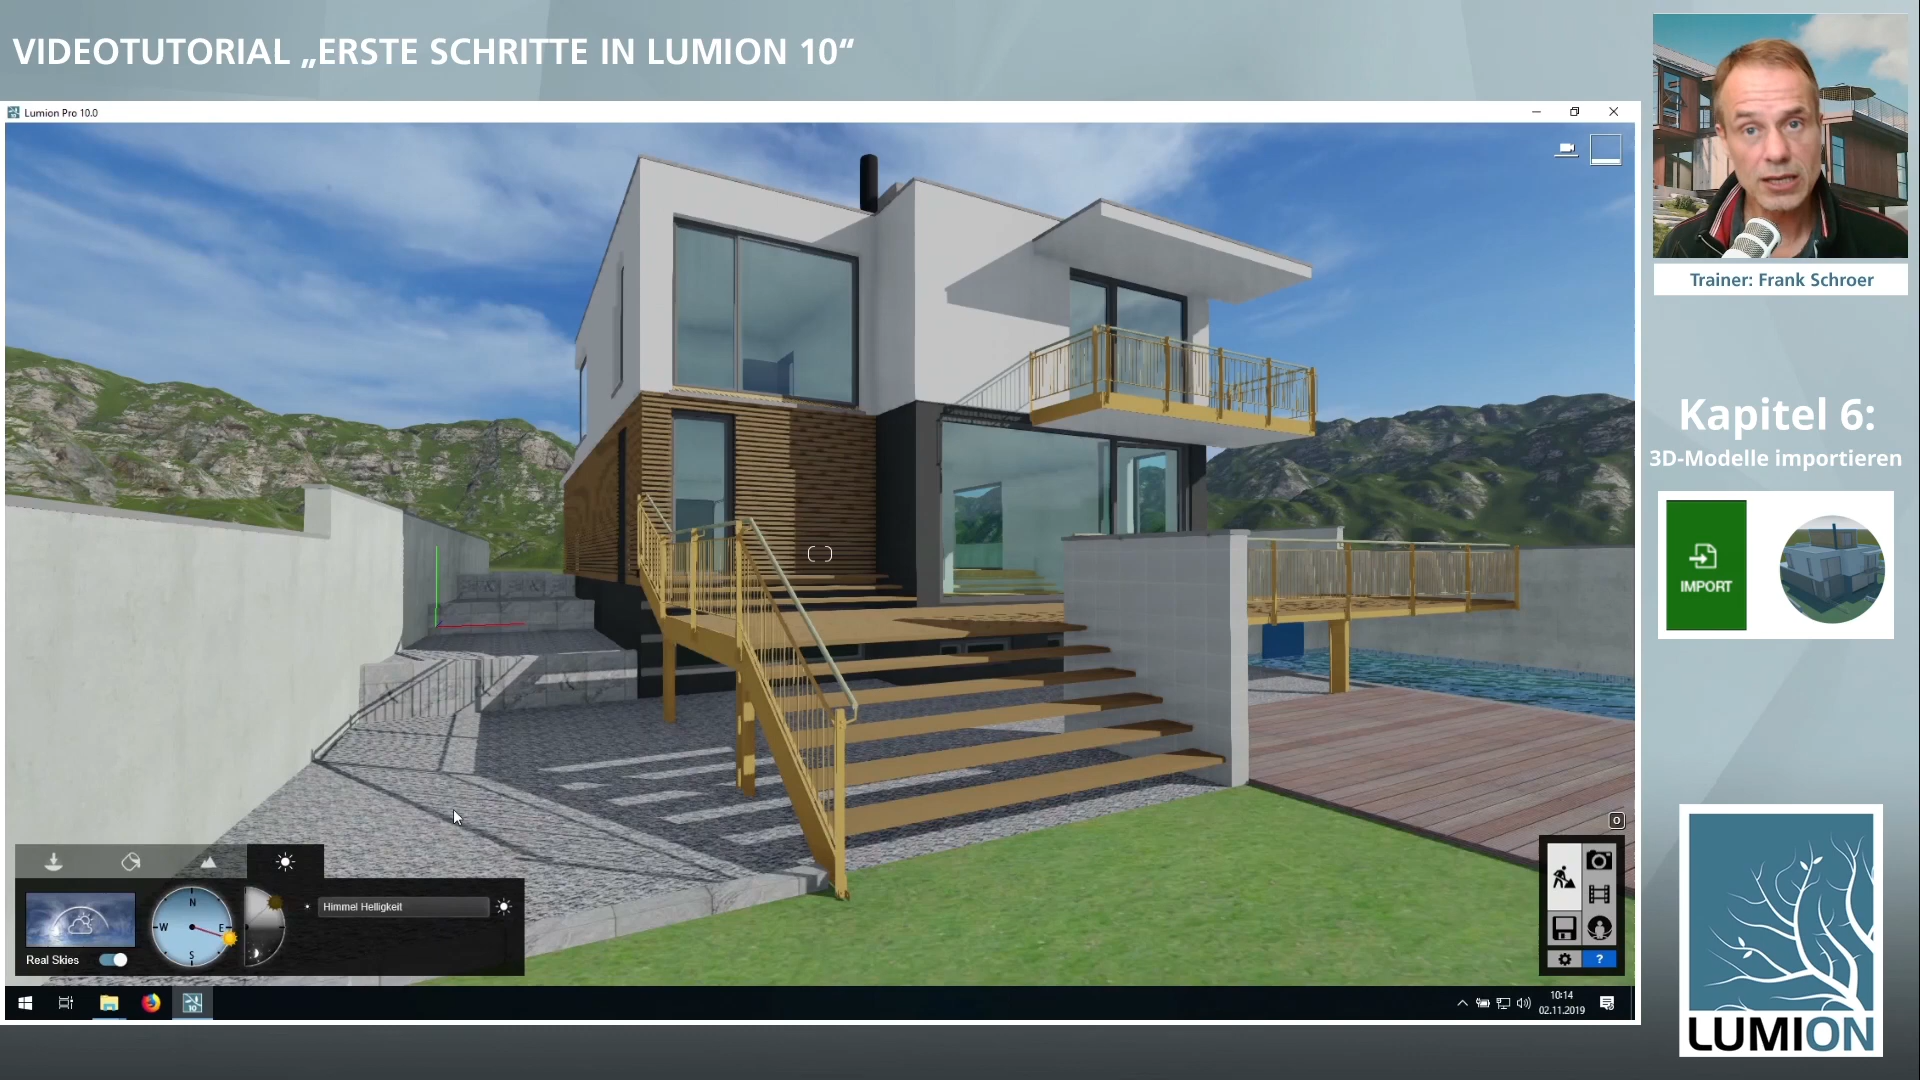 VIDEOTUTORIAL „ERSTE SCHRITTE IN LUMION 10“
Lumion Pro 10.0
Trainer: Frank Schroer
Kapitel 6:
3D-Modelle importieren
IMPORT
O
N
W
E
S
Himmel Helligkeit
Real Skies
?
10
10:14
02.11.2019
LUMION